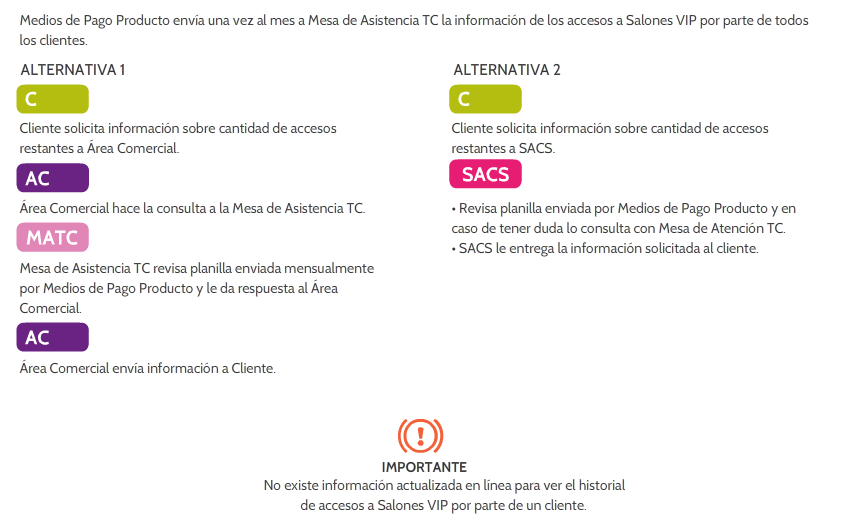 Medios de Pago Producto envía una vez al mes a Mesa de Asistencia TC la información de los accesos a Salones VIP por parte de todos
los clientes.
ALTERNATIVA 1
C
Cliente solicita información sobre cantidad de accesos
restantes a Área Comercial.
AC
Área Comercial hace la consulta a la Mesa de Asistencia TC.
MATC
Mesa de Asistencia TC revisa planilla enviada mensualmente
por Medios de Pago Producto y le da respuesta al Área
Comercial.
AC
Área Comercial envía información a Cliente.
ALTERNATIVA 2
C
Cliente solicita información sobre cantidad de accesos
restantes a SACS.
SACS
• Revisa planilla enviada por Medios de Pago Producto y en
caso de tener duda lo consulta con Mesa de Atención TC.
• SACS le entrega la información solicitada al cliente.
IMPORTANTE
No existe información actualizada en línea para ver el historial
de accesos a Salones VIP por parte de un cliente.